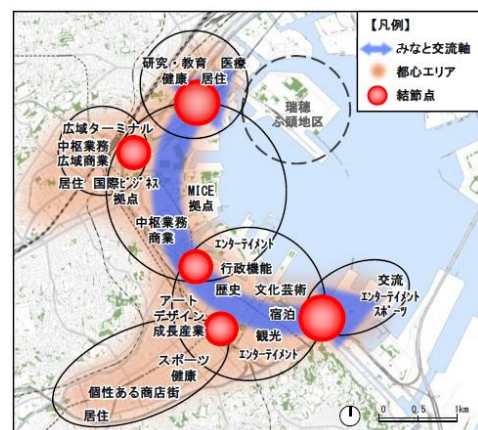 【凡例】
みなと交流軸
都心エリア
結節点
研究・教育 医療
健康 居住
瑞穂
ふ頭地区
広域ターミナル
中枢業務
広域商業
居住 国際ビジネス
拠点
MICE
拠点
中枢業務
商業
エンターテイメント
行政機能
歴史 文化芸術
交流
エンターテイメント
スポーツ
アート
デザイン
成長産業
宿泊
観光
エンターテイメント
スポーツ
健康
個性ある商店街
居住
0 0.5 1km